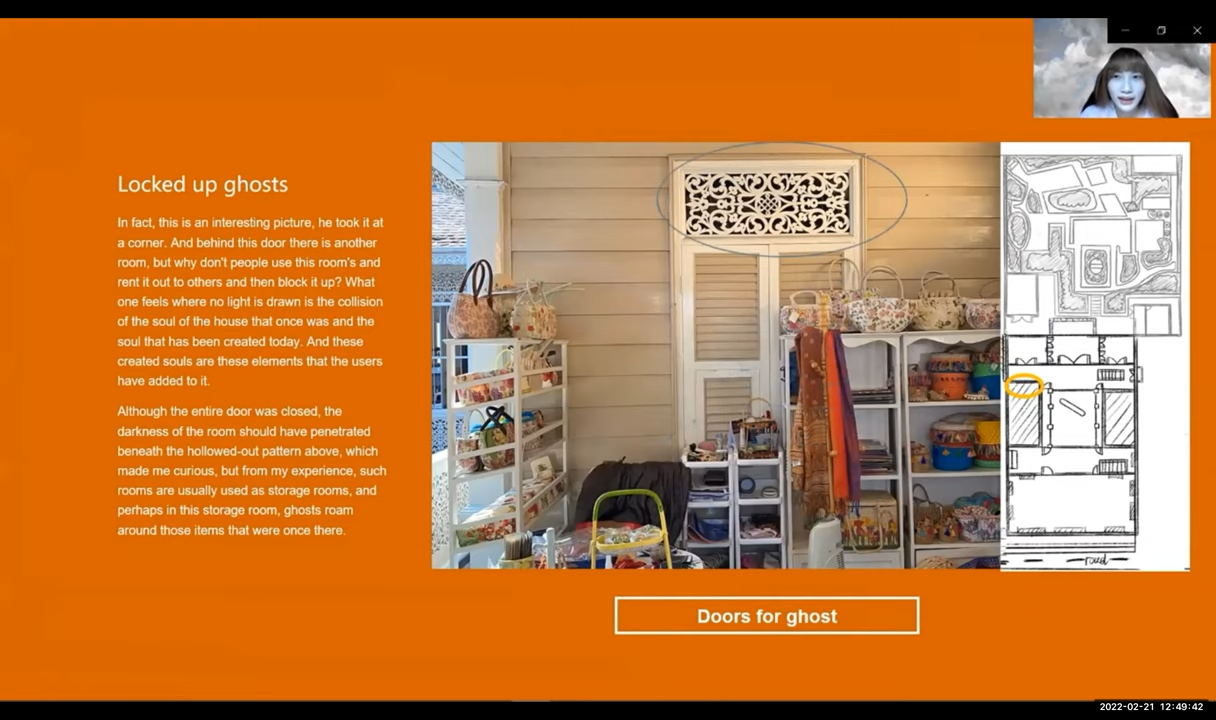 Locked up ghosts
In fact, this is an interesting picture, he took it at
a corner. And behind this door there is another
room, but why don't people use this room's and
rent it out to others and then block it up? What
one feels where no light is drawn is the collision
of the soul of the house that once was and the
soul that has been created today. And these
created souls are these elements that the users
have added to it.
Although the entire door was closed, the
darkness of the room should have penetrated
beneath the hollowed-out pattern above, which
made me curious, but from my experience, such
rooms are usually used as storage rooms, and
perhaps in this storage room, ghosts roam
around those items that were once there.
road
Doors for ghost
2022-02-21 12:49:42